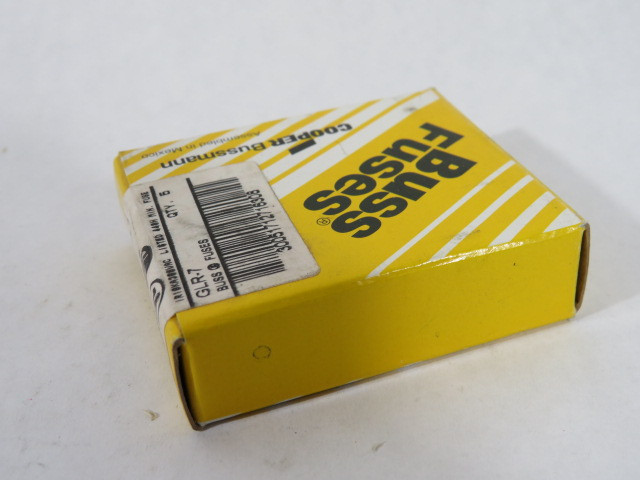 Buss
Fuses®
COOPER Bussmann
Assembled in Mexico
QTY. 5
GLR-7
BUSS FUSES